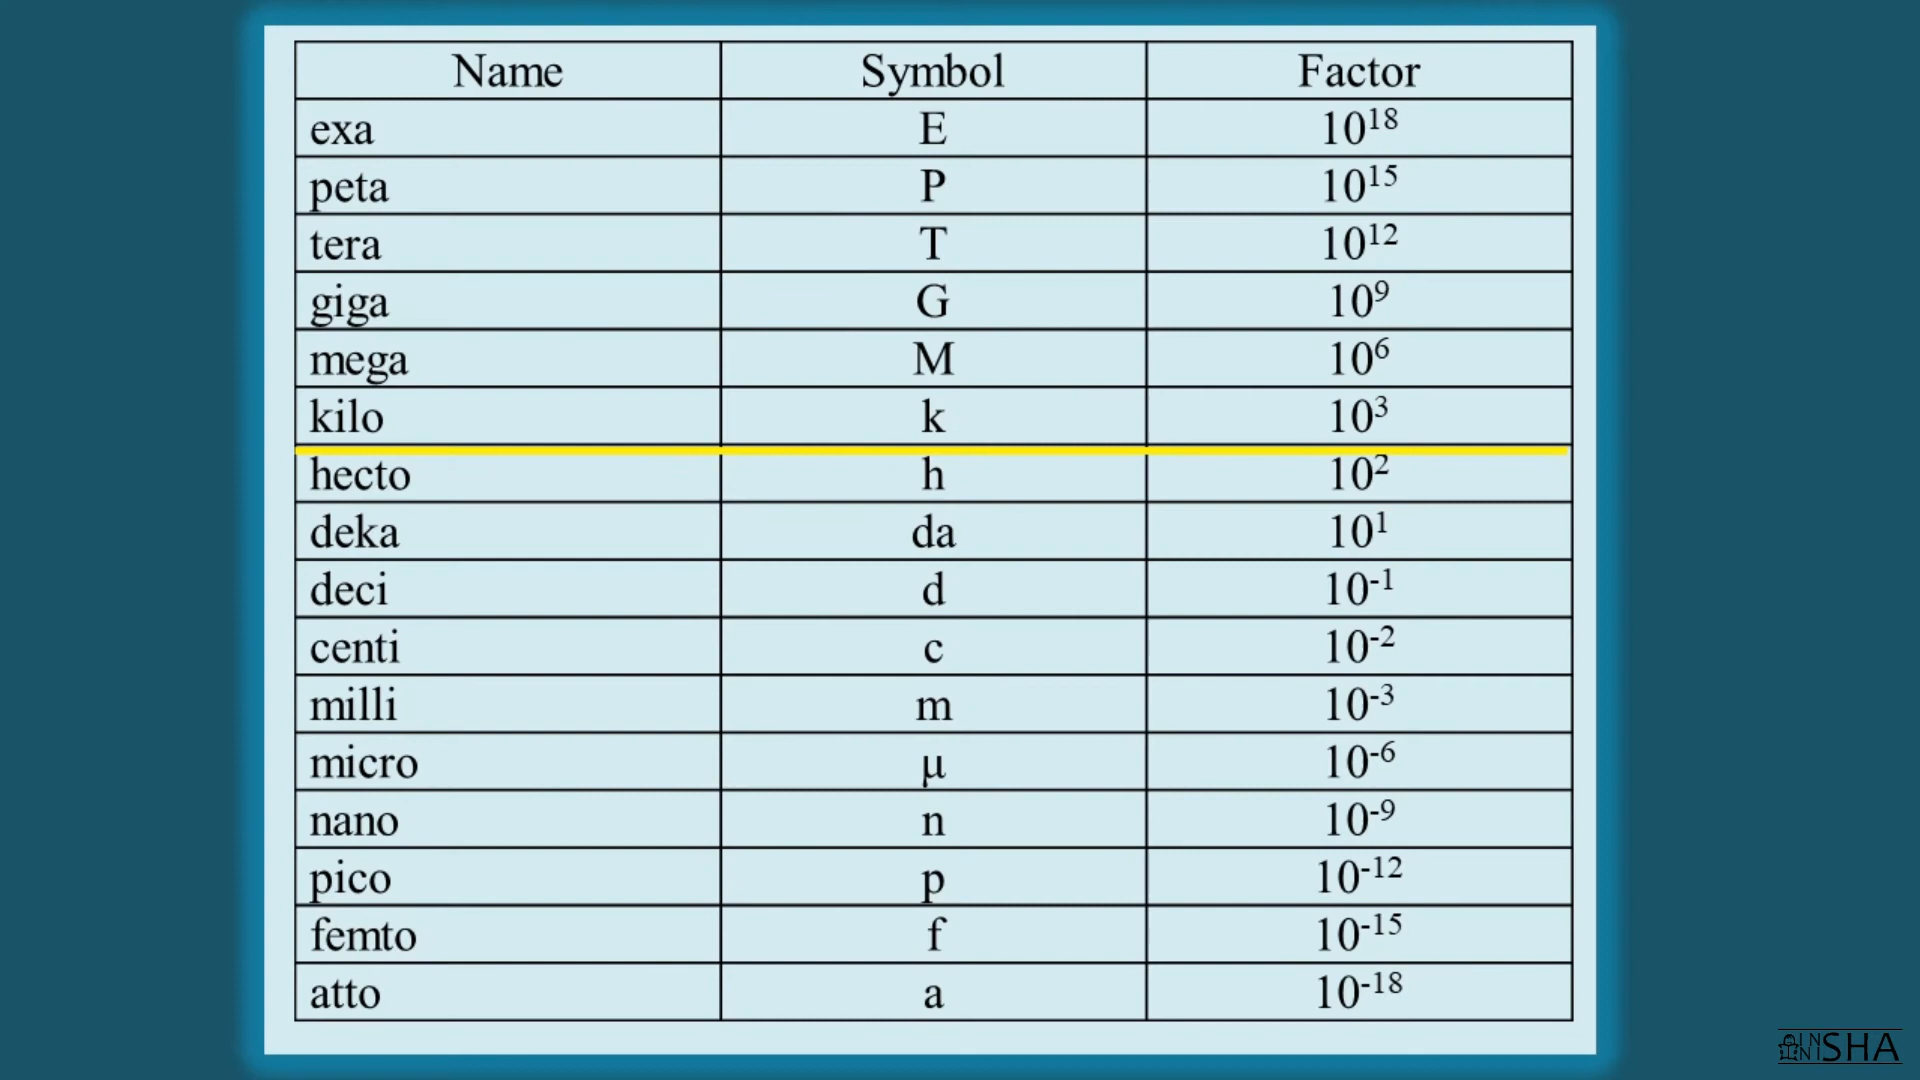 Name Symbol Factor
exa E 10¹⁸
peta P 10¹⁵
tera T 10¹²
giga G 10⁹
mega M 10⁶
kilo k 10³
hecto h 10²
deka da 10¹
deci d 10⁻¹
centi c 10⁻²
milli m 10⁻³
micro μ 10⁻⁶
nano n 10⁻⁹
pico p 10⁻¹²
femto f 10⁻¹⁵
atto a 10⁻¹⁸
SHA